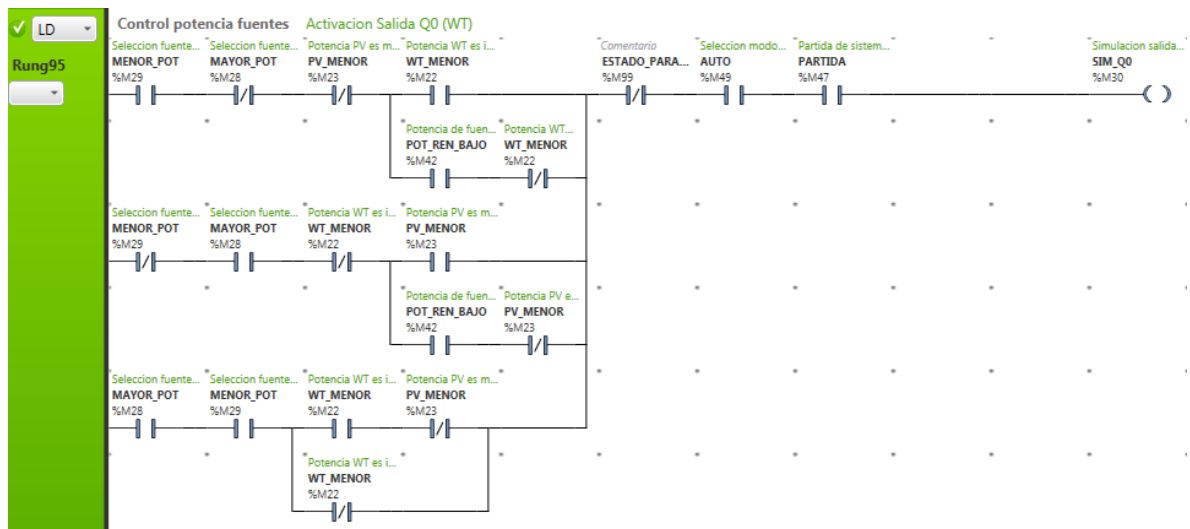 LD
Control potencia fuentes Activacion Salida Q0 (WT)
Rung95
Seleccion fuente... Seleccion fuente... Potencia PV es m... Potencia WT es i... Comentario Seleccion modo... Partida de sistem... Simulacion salida...
MENOR_POT MAYOR_POT PV_MENOR WT_MENOR ESTADO_PARA... AUTO PARTIDA SIM_Q0
%M29 %M28 %M23 %M22 %M99 %M49 %M47 %M30
Potencia de fuen... Potencia WT...
POT_REN_BAJO WT_MENOR
%M42 %M22
Seleccion fuente... Seleccion fuente... Potencia WT es i... Potencia PV es m...
MENOR_POT MAYOR_POT WT_MENOR PV_MENOR
%M29 %M28 %M22 %M23
Potencia de fuen... Potencia PV e...
POT_REN_BAJO PV_MENOR
%M42 %M23
Seleccion fuente... Seleccion fuente... Potencia WT es i... Potencia PV es m...
MAYOR_POT MENOR_POT WT_MENOR PV_MENOR
%M28 %M29 %M22 %M23
Potencia WT es i...
WT_MENOR
%M22